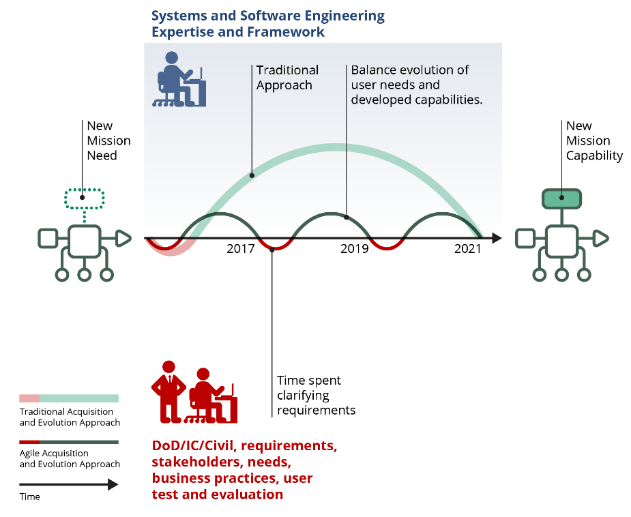 Systems and Software Engineering
Expertise and Framework
Traditional
Approach
Balance evolution of
user needs and
developed capabilities.
New
Mission
Need
New
Mission
Capability
2017
2019
2021
Time spent
clarifying
requirements
Traditional Acquisition
and Evolution Approach
Agile Acquisition
and Evolution Approach
Time
DoD/IC/Civil, requirements,
stakeholders, needs,
business practices, user
test and evaluation